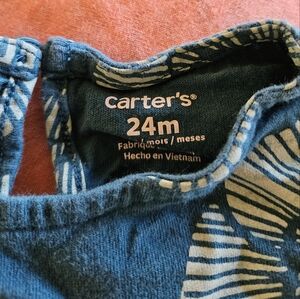 carter's®
24m
mois / meses
Fabriqué
Hecho en Vietnam